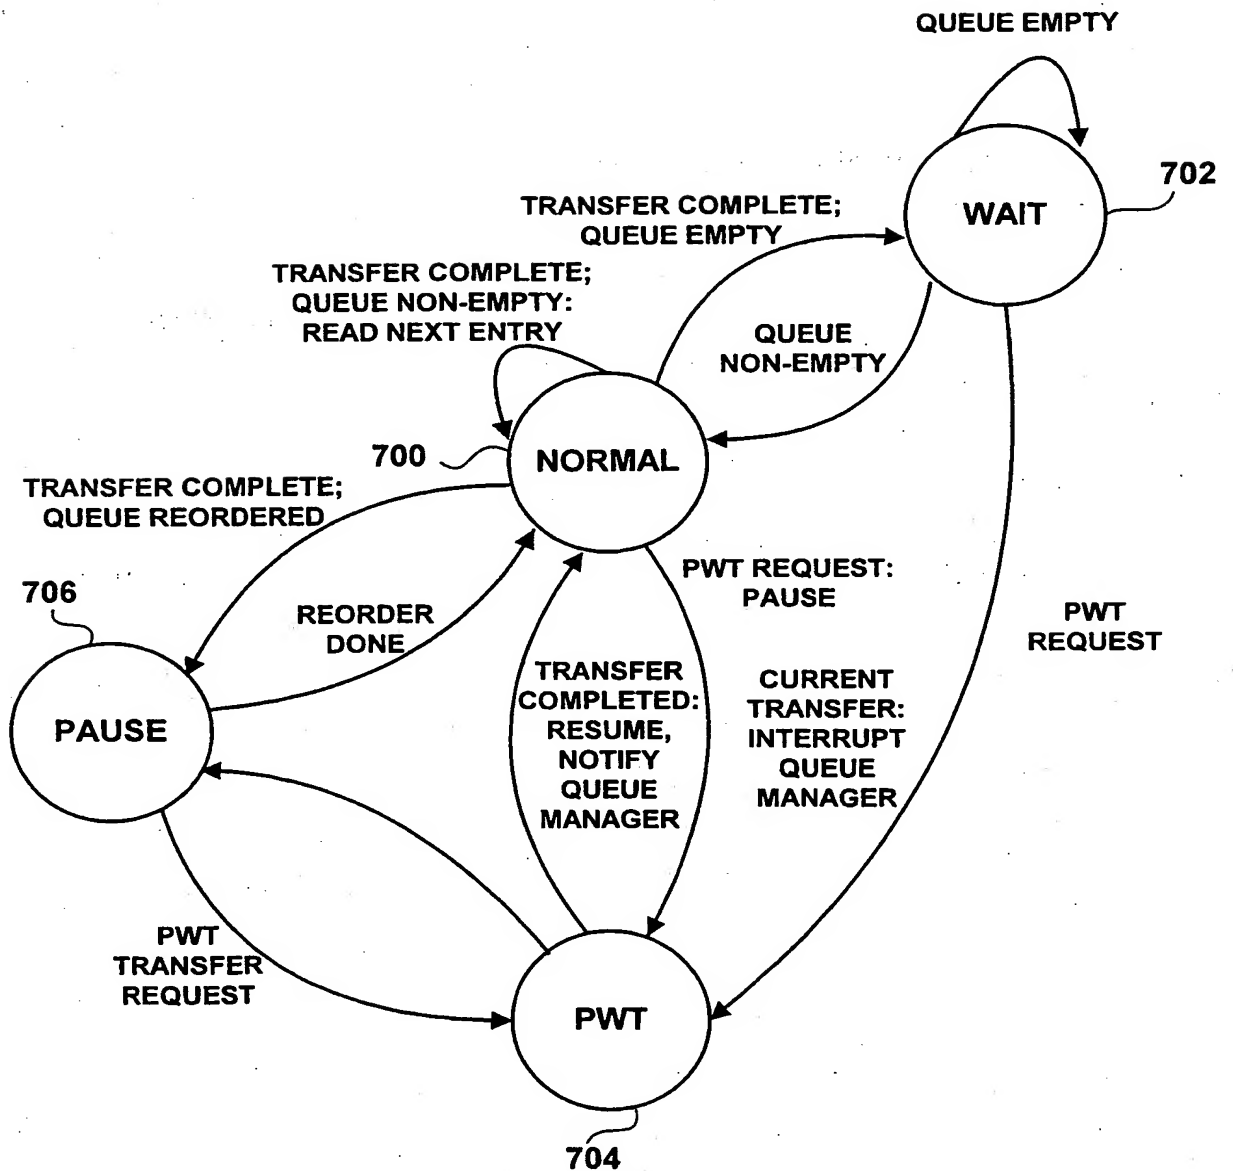 QUEUE EMPTY
702
WAIT
TRANSFER COMPLETE;
QUEUE EMPTY
TRANSFER COMPLETE;
QUEUE NON-EMPTY:
READ NEXT ENTRY
QUEUE
NON-EMPTY
700
NORMAL
TRANSFER COMPLETE;
QUEUE REORDERED
706
REORDER
DONE
PWT REQUEST:
PAUSE
PWT
REQUEST
TRANSFER
COMPLETED:
RESUME,
NOTIFY
QUEUE
MANAGER
CURRENT
TRANSFER:
INTERRUPT
QUEUE
MANAGER
PAUSE
PWT
TRANSFER
REQUEST
PWT
704